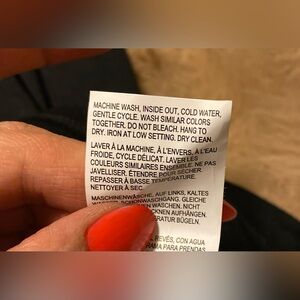 MACHINE WASH, INSIDE OUT, COLD WATER,
GENTLE CYCLE. WASH SIMILAR COLORS
TOGETHER, DO NOT BLEACH. HANG TO
DRY. IRON AT LOW SETTING. DRY CLEAN.
LAVER À LA MACHINE, À L'ENVERS, À L'EAU
FROIDE, CYCLE DÉLICAT. LAVER LES
COULEURS SIMILAIRES ENSEMBLE. NE PAS
JAVELLISER. ÉTENDRE POUR SÉCHER.
REPASSER À BASSE TEMPÉRATURE.
NETTOYER À SEC
MASCHINENWÄSCHE, AUF LINKS, KALTES
SCHONWASCHGANG. GLEICHE
WASCHEN. NICHT
AUFHÄNGEN.
BÜGELN.
REVÉS, CON AGUA
PARA PRENDAS